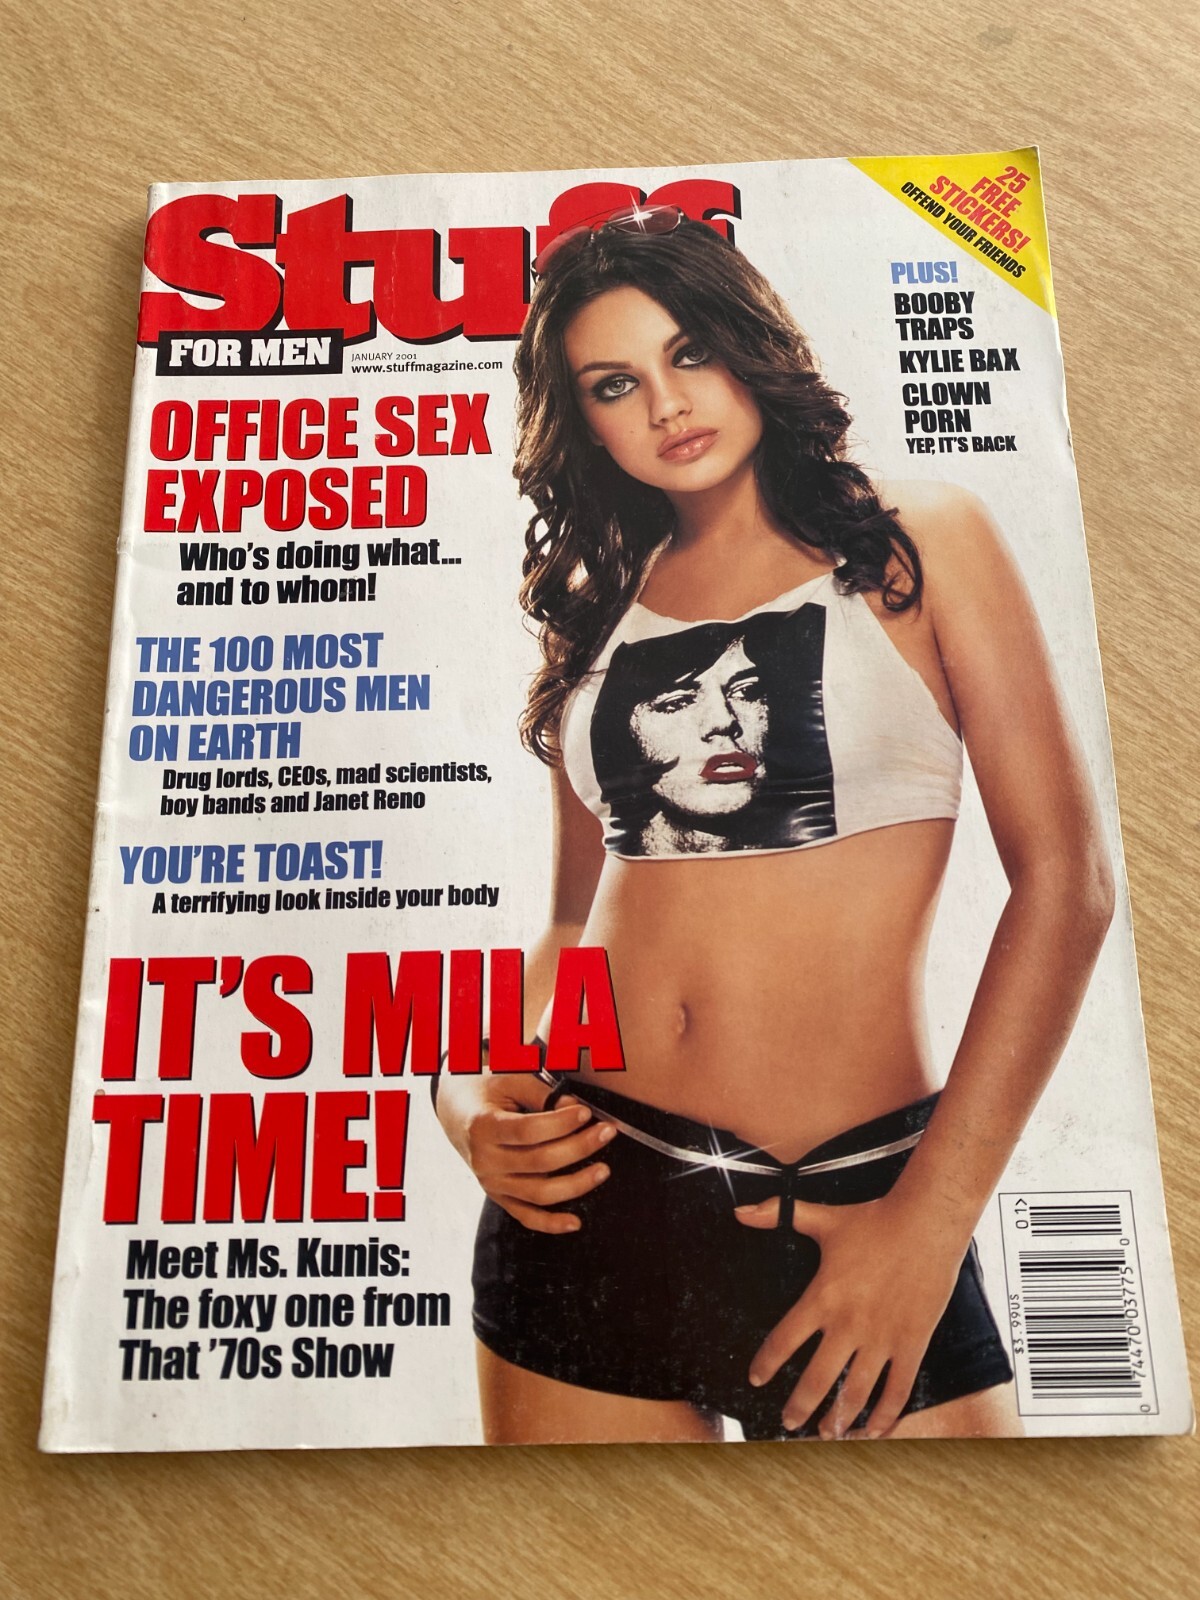 Stuff
FOR MEN
JANUARY 2001
www.stuffmagazine.com
25
FREE
STICKERS!
OFFEND YOUR FRIENDS
PLUS!
BOOBY
TRAPS
KYLIE BAX
CLOWN
PORN
YEP, IT'S BACK
OFFICE SEX
EXPOSED
Who's doing what...
and to whom!
THE 100 MOST
DANGEROUS MEN
ON EARTH
Drug lords, CEOs, mad scientists,
boy bands and Janet Reno
YOU'RE TOAST!
A terrifying look inside your body
IT'S MILA
TIME!
Meet Ms. Kunis:
The foxy one from
That '70s Show
$3.99US
01>
0 74470 03775 0